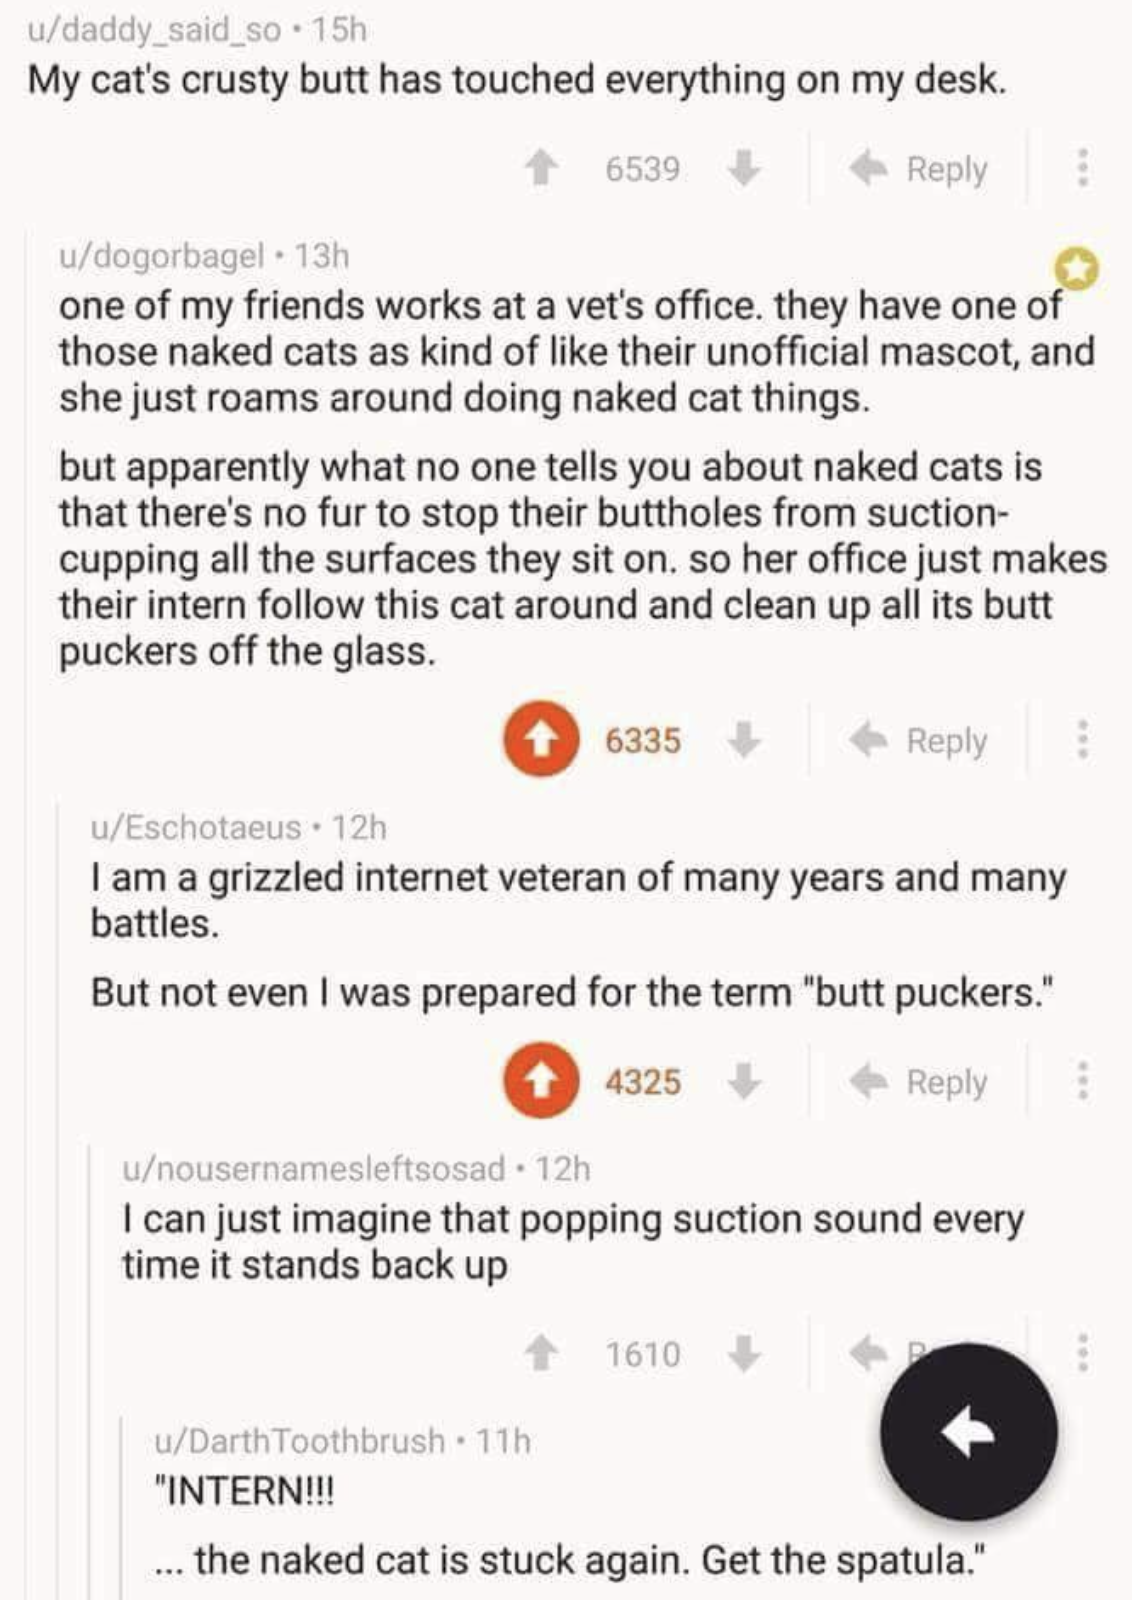 u/daddy_said_so • 15h
My cat's crusty butt has touched everything on my desk.
6539 Reply
u/dogorbagel • 13h
one of my friends works at a vet's office. they have one of
those naked cats as kind of like their unofficial mascot, and
she just roams around doing naked cat things.
but apparently what no one tells you about naked cats is
that there's no fur to stop their buttholes from suction-
cupping all the surfaces they sit on. so her office just makes
their intern follow this cat around and clean up all its butt
puckers off the glass.
6335 Reply
u/Eschotaeus • 12h
I am a grizzled internet veteran of many years and many
battles.
But not even I was prepared for the term "butt puckers."
4325 Reply
u/nousernamesleftsosad • 12h
I can just imagine that popping suction sound every
time it stands back up
1610
u/DarthToothbrush • 11h
"INTERN!!!
... the naked cat is stuck again. Get the spatula."